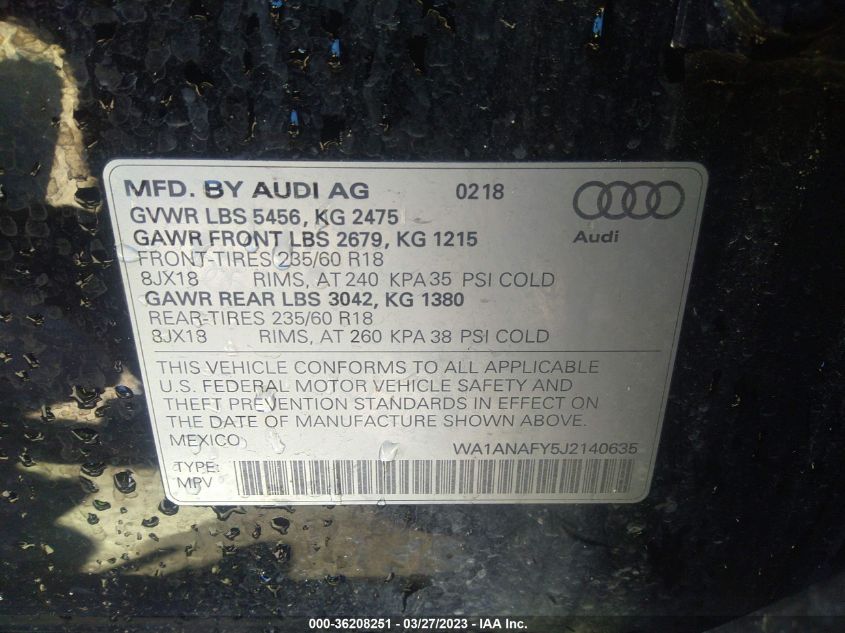 MFD. BY AUDI AG 0218
GVWR LBS 5456, KG 2475
GAWR FRONT LBS 2679, KG 1215
Audi
FRONT-TIRES 235/60 R18
8JX18 RIMS, AT 240 KPA 35 PSI COLD
GAWR REAR LBS 3042, KG 1380
REAR-TIRES 235/60 R18
8JX18 RIMS, AT 260 KPA 38 PSI COLD
THIS VEHICLE CONFORMS TO ALL APPLICABLE
U.S. FEDERAL MOTOR VEHICLE SAFETY AND
THEFT PREVENTION STANDARDS IN EFFECT ON
THE DATE OF MANUFACTURE SHOWN ABOVE.
MEXICO
WA1ANAFY5J2140635
TYPE:
MPV
000-36208251 - 03/27/2023 - IAA Inc.